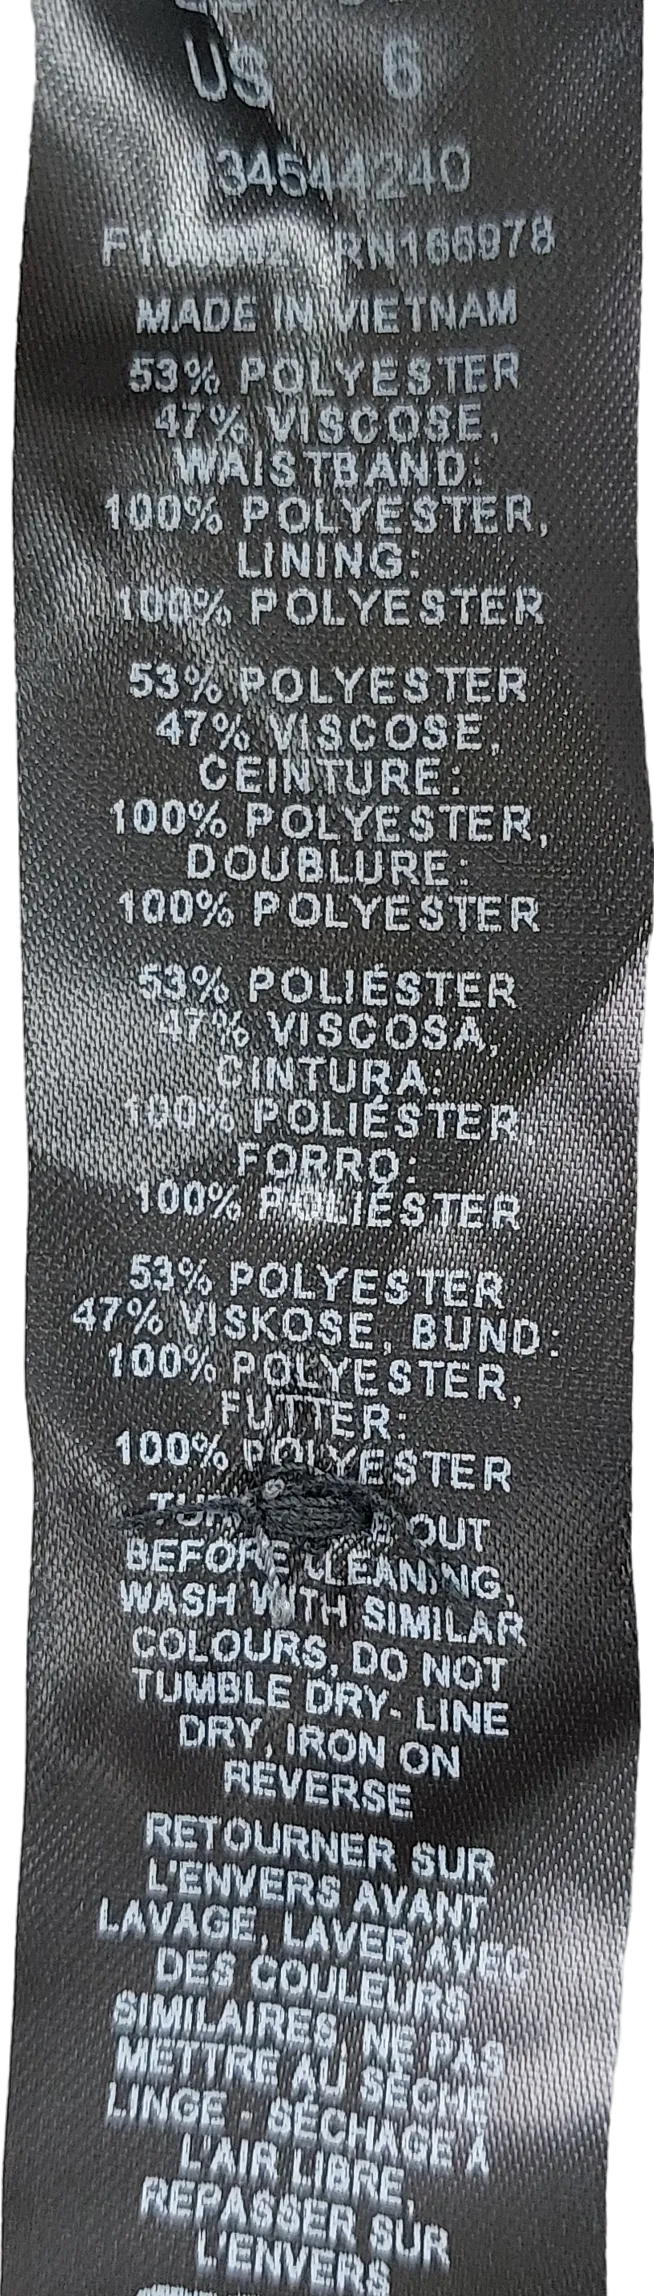 US 6
134544240
RN166978
MADE IN VIETNAM
53% POLYESTER
47% VISCOSE,
WAISTBAND:
100% POLYESTER,
LINING:
100% POLYESTER
53% POLYESTER
47% VISCOSE,
CEINTURE:
100% POLYESTER,
DOUBLURE:
100% POLYESTER
53% POLIÉSTER
47% VISCOSA,
CINTURA:
100% POLIÉSTER,
FORRO:
100% POLIÉSTER
53% POLYESTER
47% VISKOSE, BUND:
100% POLYESTER,
FUTTER:
100% POLYESTER
OUT
BEFORE CLEANING,
WASH WITH SIMILAR
COLOURS, DO NOT
TUMBLE DRY- LINE
DRY, IRON ON
REVERSE
RETOURNER SUR
L'ENVERS AVANT
LAVAGE, LAVER AVEC
DES COULEURS
SIMILAIRES, NE PAS
METTRE AU SÈCHE
LINGE - SÉCHAGE À
L'AIR LIBRE,
REPASSER SUR
L'ENVERS